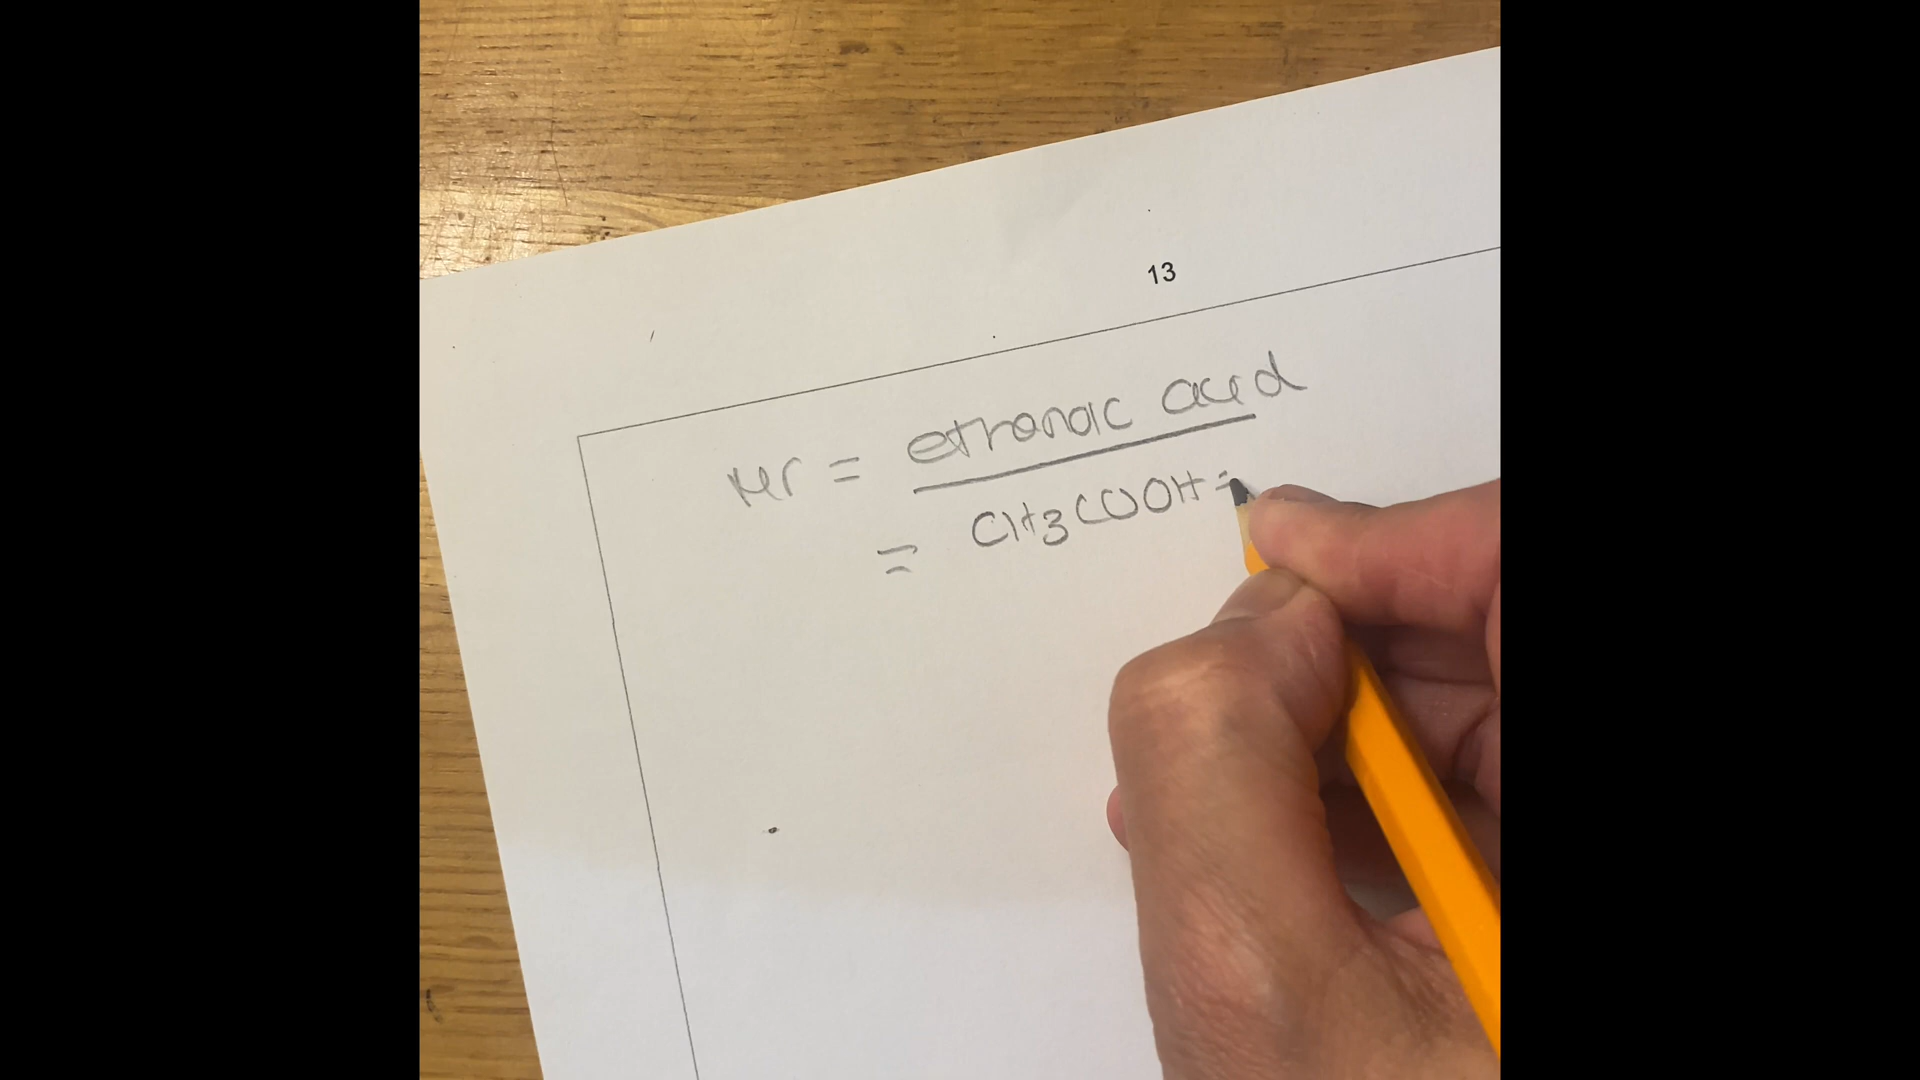 13
Mr = ethanoic acid
= CH3COOH =